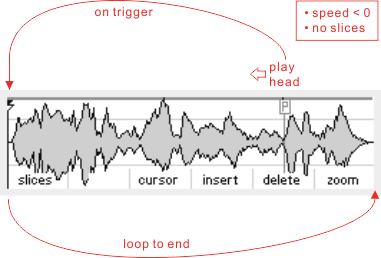 on trigger
• speed < 0
• no slices
play
head
P
slices
cursor
insert
delete
zoom
loop to end